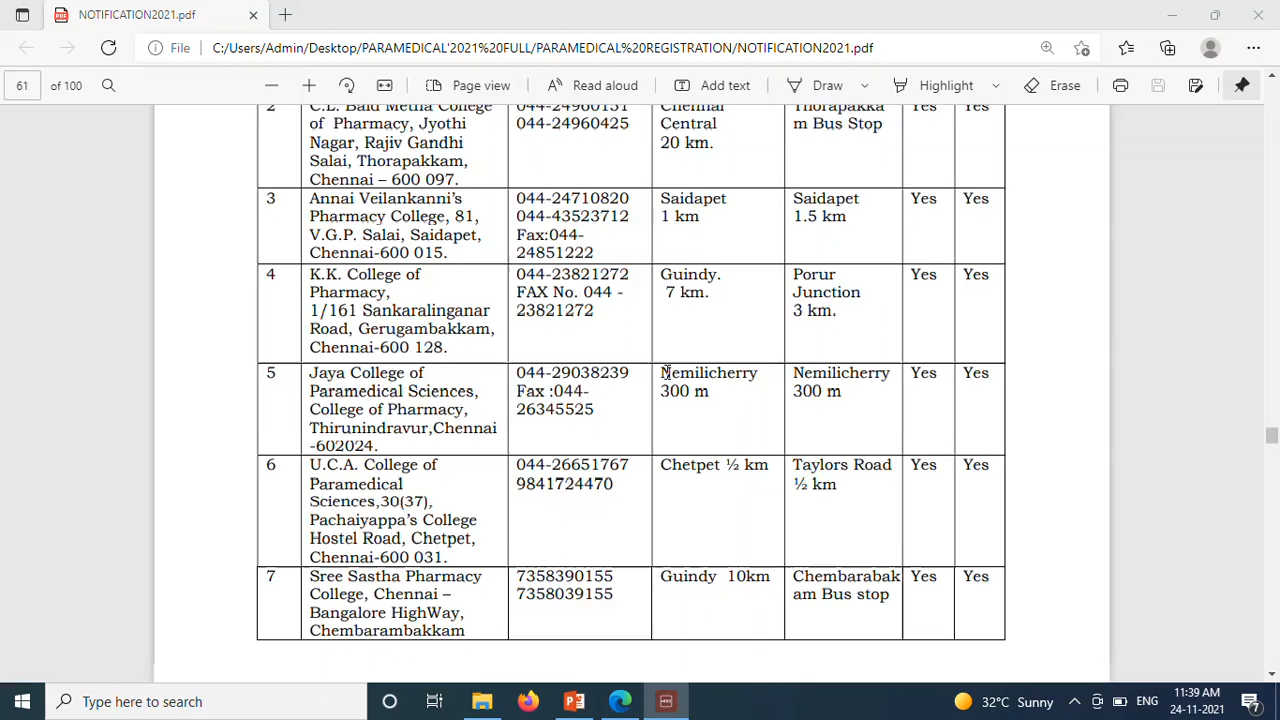 NOTIFICATION2021.pdf
File C:/Users/Admin/Desktop/PARAMEDICAL'2021%20FULL/PARAMEDICAL%20REGISTRATION/NOTIFICATION2021.pdf
61 of 100 Page view Read aloud Add text Draw Highlight Erase
2 C.L. Baid Metha College 044-24960151 Chennai Thorapakka Yes Yes
of Pharmacy, Jyothi 044-24960425 Central m Bus Stop
Nagar, Rajiv Gandhi 20 km.
Salai, Thorapakkam,
Chennai – 600 097.
3 Annai Veilankanni's 044-24710820 Saidapet Saidapet Yes Yes
Pharmacy College, 81, 044-43523712 1 km 1.5 km
V.G.P. Salai, Saidapet, Fax:044-
Chennai-600 015. 24851222
4 K.K. College of 044-23821272 Guindy. Porur Yes Yes
Pharmacy, FAX No. 044 - 7 km. Junction
1/161 Sankaralinganar 23821272 3 km.
Road, Gerugambakkam,
Chennai-600 128.
5 Jaya College of 044-29038239 Nemilicherry Nemilicherry Yes Yes
Paramedical Sciences, Fax :044- 300 m 300 m
College of Pharmacy, 26345525
Thirunindravur,Chennai
-602024.
6 U.C.A. College of 044-26651767 Chetpet ½ km Taylors Road Yes Yes
Paramedical 9841724470 ½ km
Sciences,30(37),
Pachaiyappa's College
Hostel Road, Chetpet,
Chennai-600 031.
7 Sree Sastha Pharmacy 7358390155 Guindy 10km Chembarabak Yes Yes
College, Chennai – 7358039155 am Bus stop
Bangalore HighWay,
Chembarambakkam
Type here to search 32°C Sunny ENG 11:39 AM
24-11-2021 7